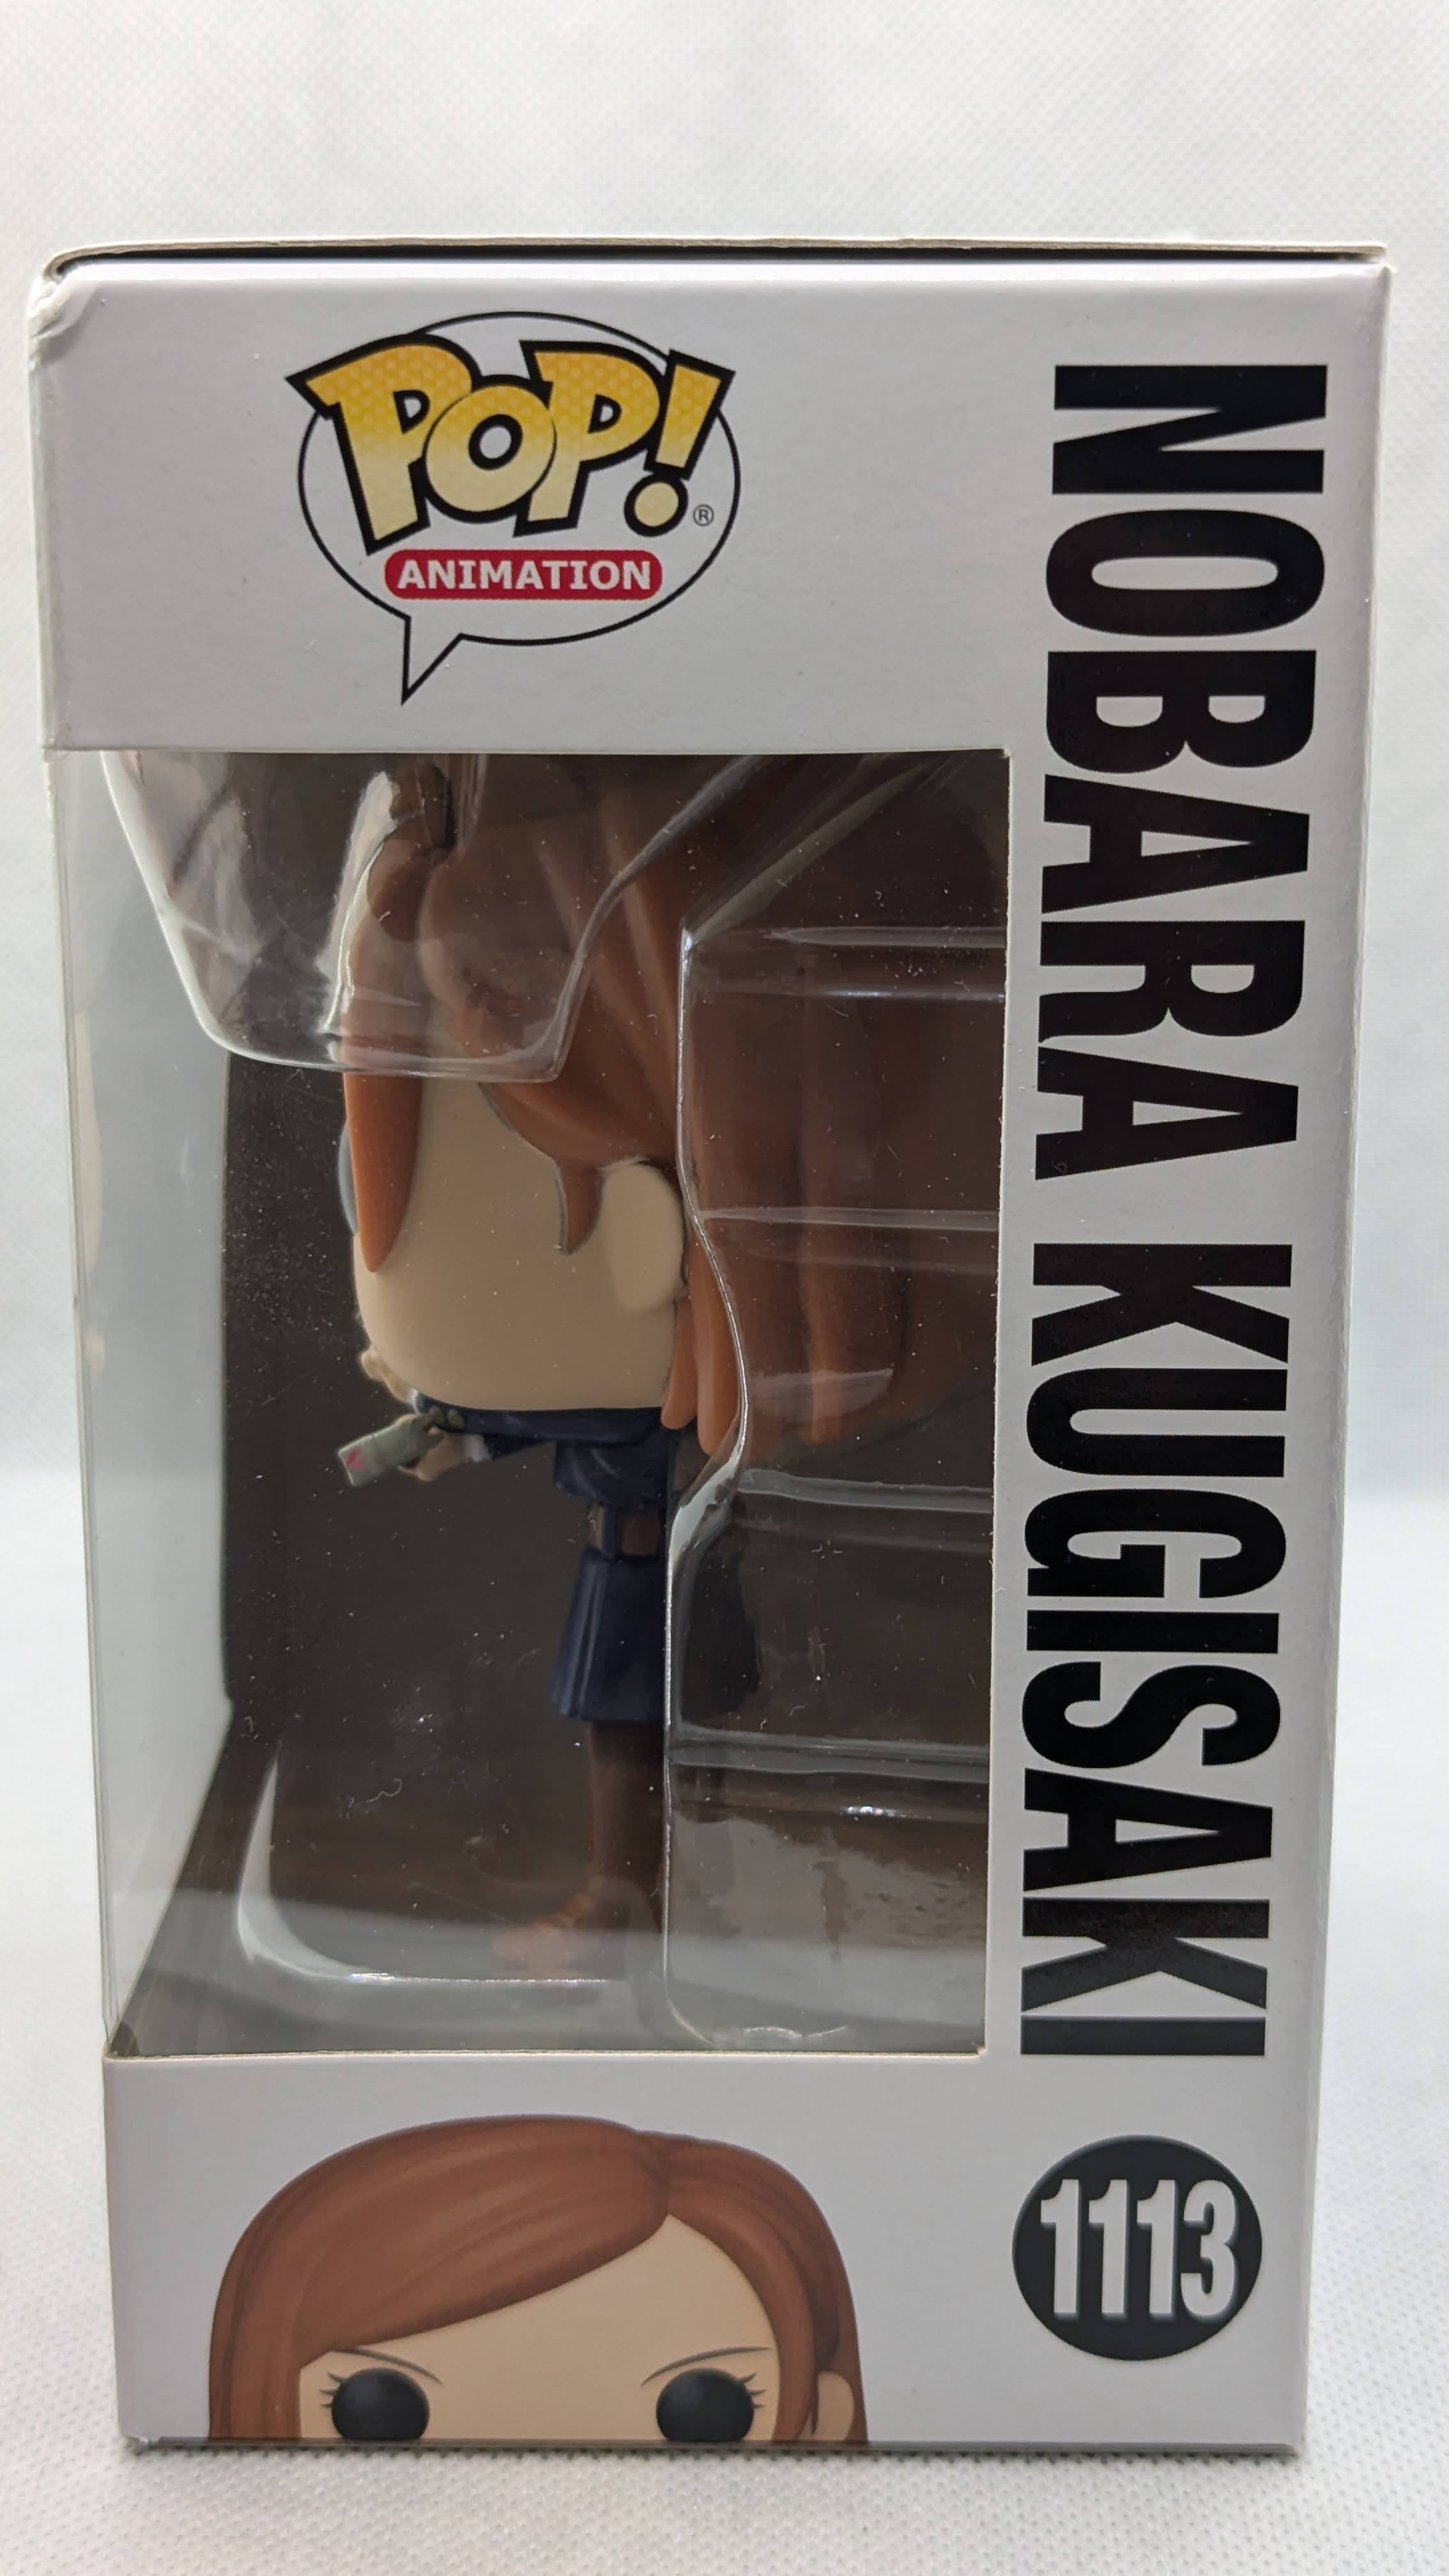 POP!®
ANIMATION
NOBARA KUGISAKI
1113